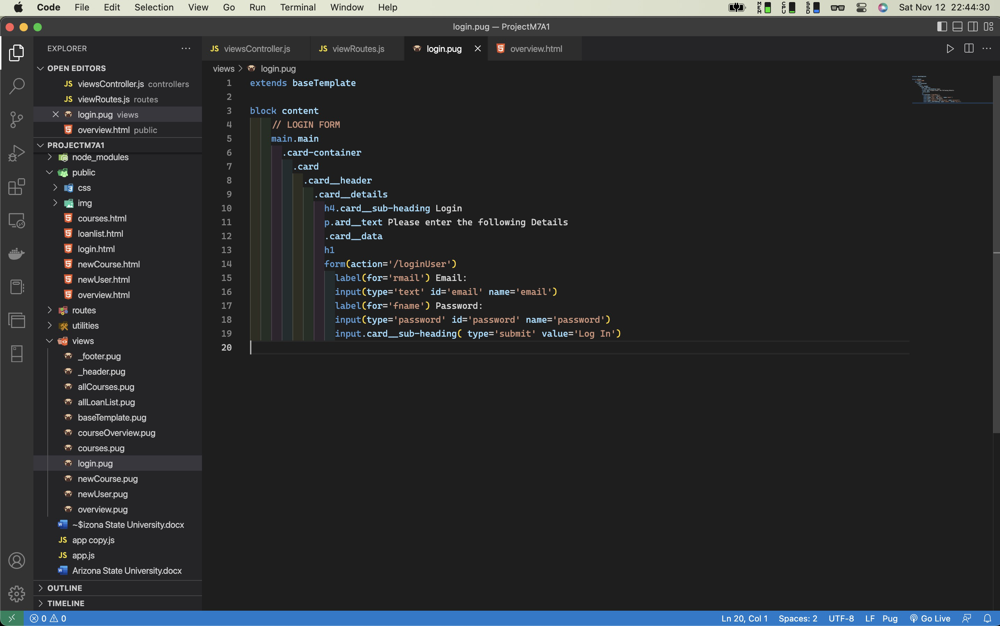 Code File Edit Selection View Go Run Terminal Window Help MEM CPU SSD Sat Nov 12 22:44:30
login.pug — ProjectM7A1
EXPLORER
OPEN EDITORS
JS viewsController.js controllers
JS viewRoutes.js routes
login.pug views
overview.html public
PROJECTM7A1
node_modules
public
css
img
courses.html
loanlist.html
login.html
newCourse.html
newUser.html
overview.html
routes
utilities
views
_footer.pug
_header.pug
allCourses.pug
allLoanList.pug
baseTemplate.pug
courseOverview.pug
courses.pug
login.pug
newCourse.pug
newUser.pug
overview.pug
~$izona State University.docx
JS app copy.js
JS app.js
Arizona State University.docx
OUTLINE
TIMELINE
JS viewsController.js JS viewRoutes.js login.pug overview.html
views > login.pug
1 extends baseTemplate
2
3 block content
4 // LOGIN FORM
5 main.main
6 .card-container
7 .card
8 .card__header
9 .card__details
10 h4.card__sub-heading Login
11 p.ard__text Please enter the following Details
12 .card__data
13 h1
14 form(action='/loginUser')
15 label(for='rmail') Email:
16 input(type='text' id='email' name='email')
17 label(for='fname') Password:
18 input(type='password' id='password' name='password')
19 input.card__sub-heading( type='submit' value='Log In')
20
0 0 Ln 20, Col 1 Spaces: 2 UTF-8 LF Pug Go Live